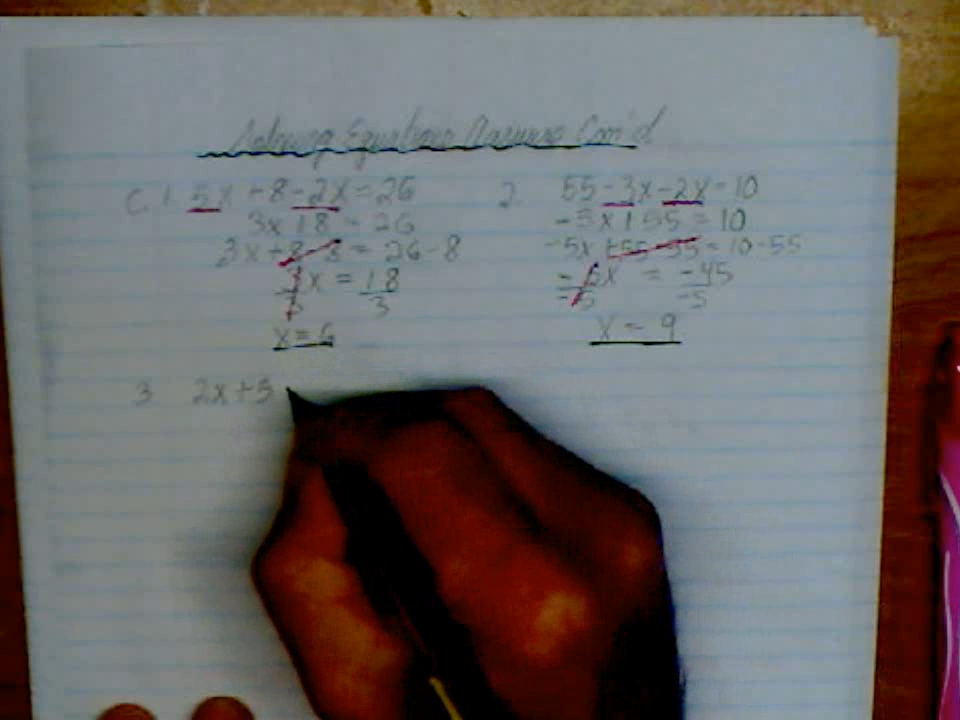 Solving Equations Answers Con'd
C. 1. 5x + 8 - 2x = 26
3x + 8 = 26
3x + 8 - 8 = 26 - 8
3x = 18
3 3
x = 6
2. 55 - 3x - 2x = 10
-5x + 55 = 10
-5x + 55 - 55 = 10 - 55
-5x = -45
-5 -5
x = 9
3 2x + 5